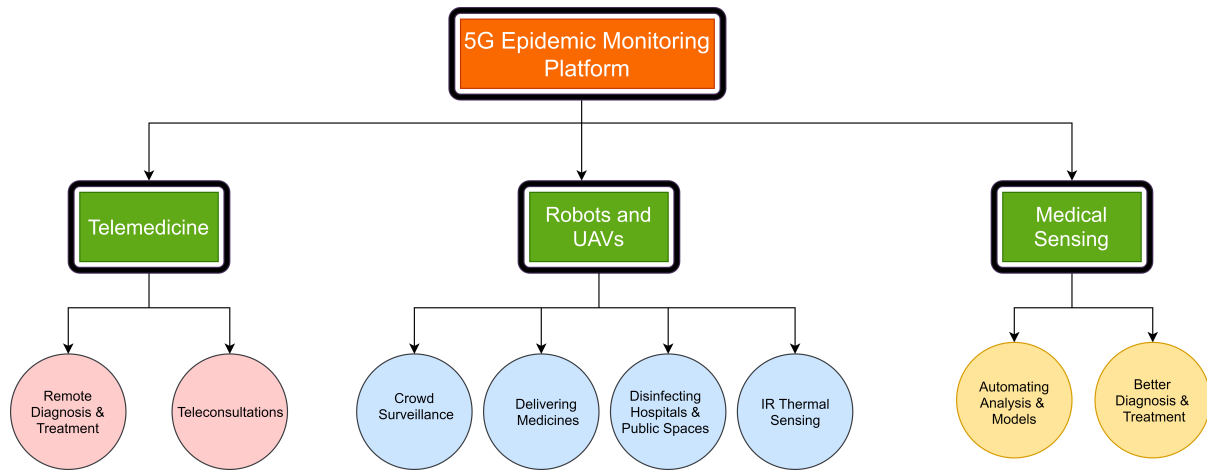 5G Epidemic Monitoring
Platform
Telemedicine
Robots and
UAVs
Medical
Sensing
Remote
Diagnosis &
Treatment
Teleconsultations
Crowd
Surveillance
Delivering
Medicines
Disinfecting
Hospitals &
Public Spaces
IR Thermal
Sensing
Automating
Analysis &
Models
Better
Diagnosis &
Treatment